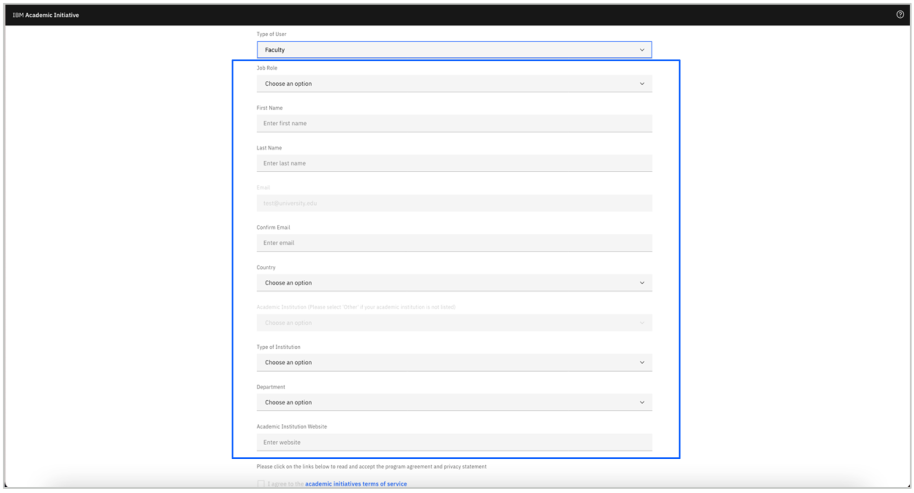 IBM Academic Initiative
Type of User
Faculty
Job Role
Choose an option
First Name
Enter first name
Last Name
Enter last name
Email
test@university.edu
Confirm Email
Enter email
Country
Choose an option
Academic Institution (Please select 'Other' if your academic institution is not listed)
Choose an option
Type of Institution
Choose an option
Department
Choose an option
Academic Institution Website
Enter website
Please click on the links below to read and accept the program agreement and privacy statement
I agree to the academic initiatives terms of service